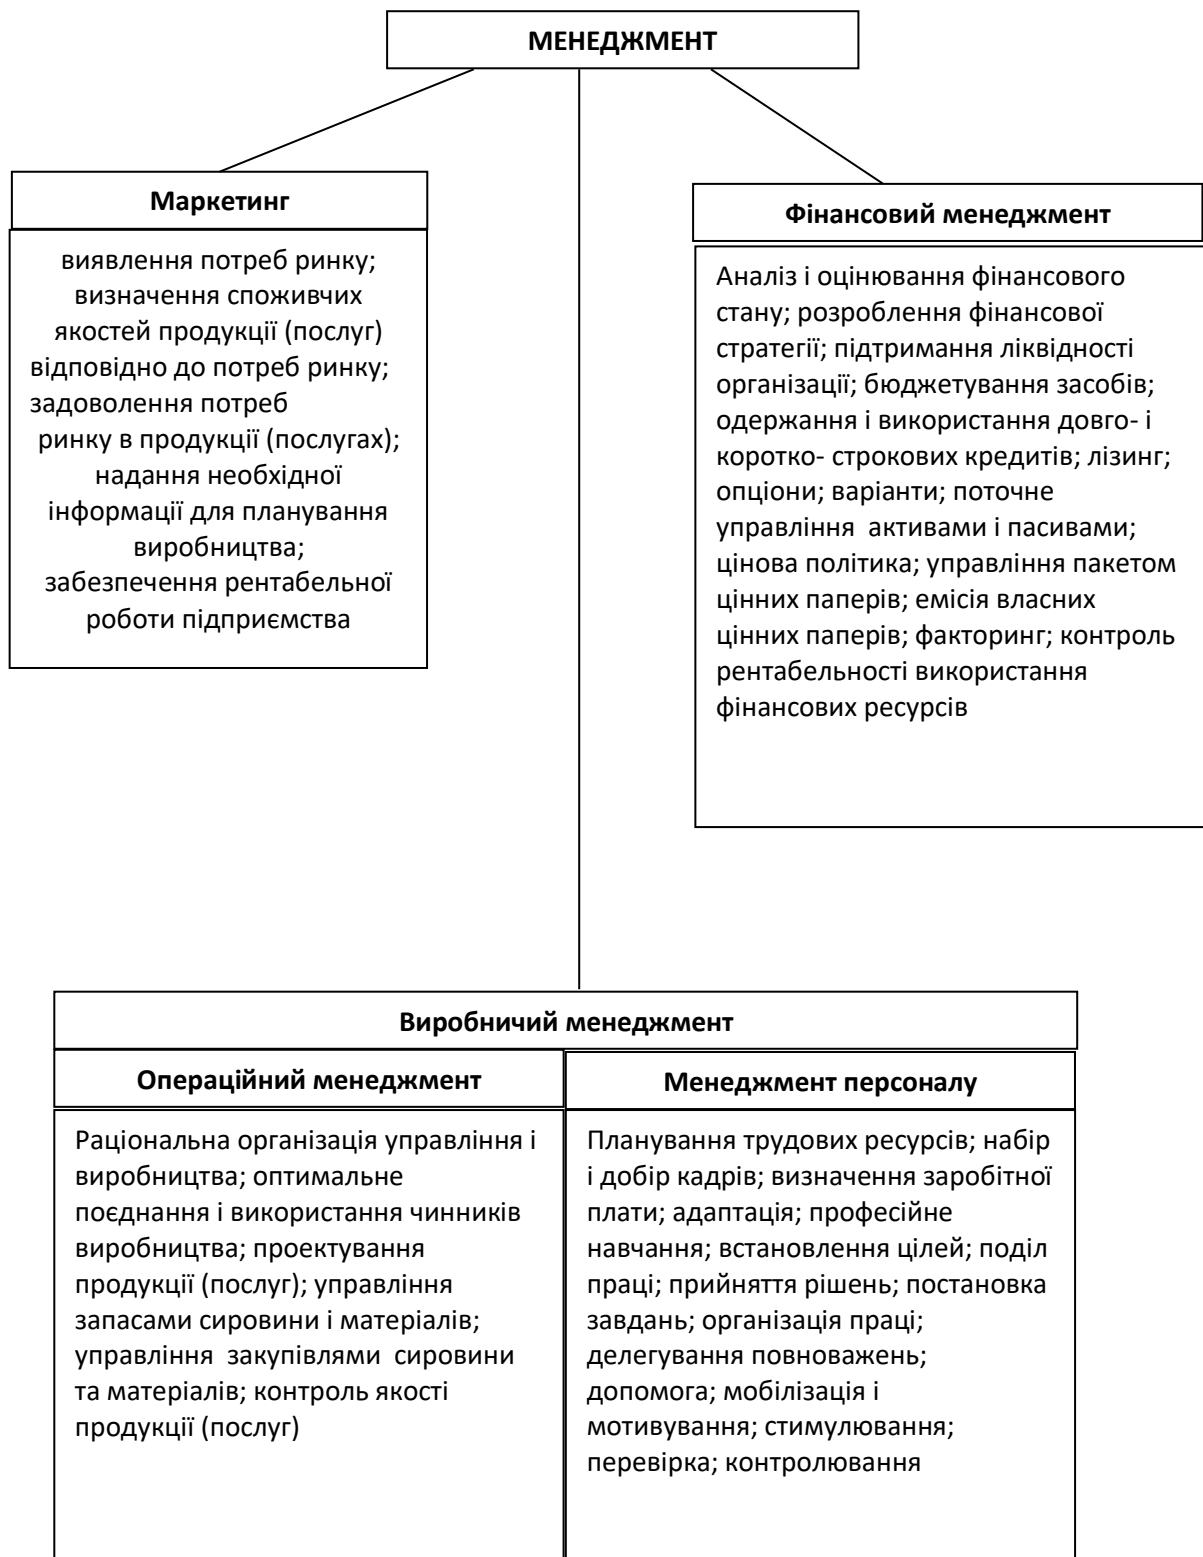 МЕНЕДЖМЕНТ
Маркетинг
виявлення потреб ринку;
визначення споживчих
якостей продукції (послуг)
відповідно до потреб ринку;
задоволення потреб
ринку в продукції (послугах);
надання необхідної
інформації для планування
виробництва;
забезпечення рентабельної
роботи підприємства
Фінансовий менеджмент
Аналіз і оцінювання фінансового
стану; розроблення фінансової
стратегії; підтримання ліквідності
організації; бюджетування засобів;
одержання і використання довго- і
коротко- строкових кредитів; лізинг;
опціони; варіанти; поточне
управління активами і пасивами;
цінова політика; управління пакетом
цінних паперів; емісія власних
цінних паперів; факторинг; контроль
рентабельності використання
фінансових ресурсів
Виробничий менеджмент
Операційний менеджмент
Раціональна організація управління і
виробництва; оптимальне
поєднання і використання чинників
виробництва; проектування
продукції (послуг); управління
запасами сировини і матеріалів;
управління закупівлями сировини
та матеріалів; контроль якості
продукції (послуг)
Менеджмент персоналу
Планування трудових ресурсів; набір
і добір кадрів; визначення заробітної
плати; адаптація; професійне
навчання; встановлення цілей; поділ
праці; прийняття рішень; постановка
завдань; організація праці;
делегування повноважень;
допомога; мобілізація і
мотивування; стимулювання;
перевірка; контролювання